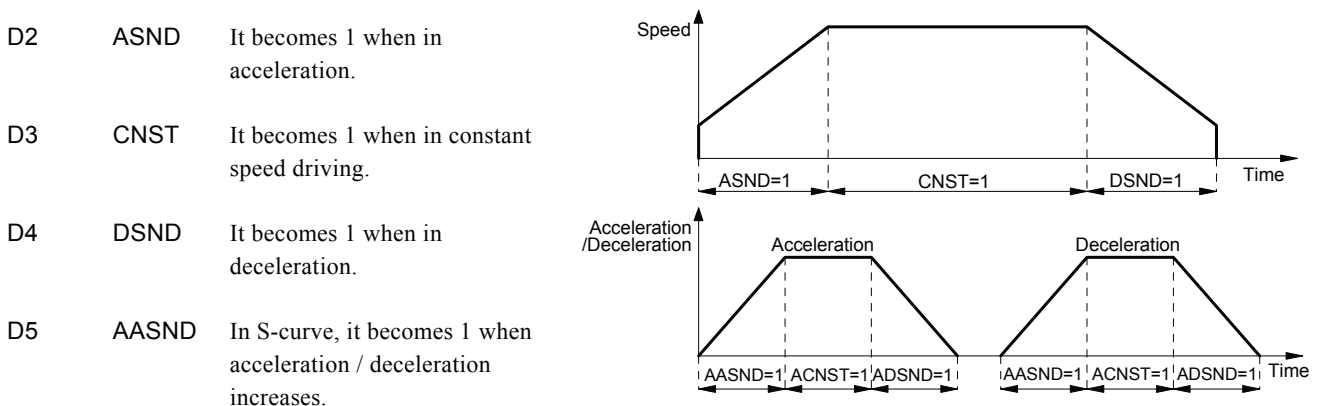 D2 ASND It becomes 1 when in
acceleration.
D3 CNST It becomes 1 when in constant
speed driving.
D4 DSND It becomes 1 when in
deceleration.
D5 AASND In S-curve, it becomes 1 when
acceleration / deceleration
increases.
Speed
Time
ASND=1 CNST=1 DSND=1
Acceleration
/Deceleration
Acceleration Deceleration
Time
AASND=1 ACNST=1 ADSND=1 AASND=1 ACNST=1 ADSND=1